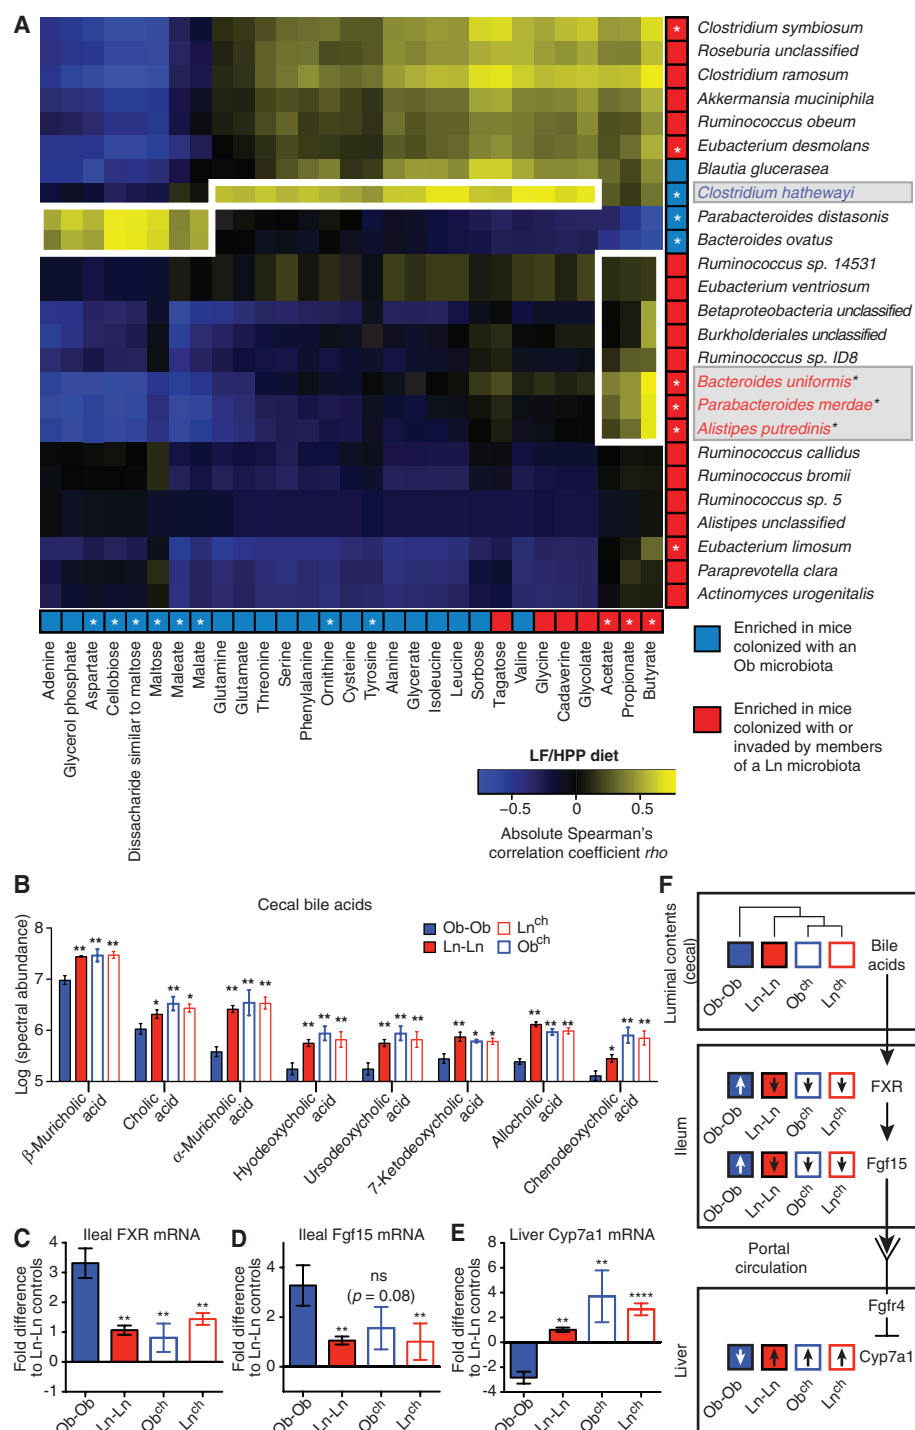 A
Clostridium symbiosum
Roseburia unclassified
Clostridium ramosum
Akkermansia muciniphila
Ruminococcus obeum
Eubacterium desmolans
Blautia glucerasea
Clostridium hathewayi
Parabacteroides distasonis
Bacteroides ovatus
Ruminococcus sp. 14531
Eubacterium ventriosum
Betaproteobacteria unclassified
Burkholderiales unclassified
Ruminococcus sp. ID8
Bacteroides uniformis*
Parabacteroides merdae*
Alistipes putredinis*
Ruminococcus callidus
Ruminococcus bromii
Ruminococcus sp. 5
Alistipes unclassified
Eubacterium limosum
Paraprevotella clara
Actinomyces urogenitalis
Adenine
Glycerol phosphate
Aspartate
Cellobiose
Dissacharide similar to maltose
Maltose
Maleate
Malate
Glutamine
Glutamate
Threonine
Serine
Phenylalanine
Ornithine
Cysteine
Tyrosine
Alanine
Glycerate
Isoleucine
Leucine
Sorbose
Tagatose
Valine
Glycine
Cadaverine
Glycolate
Acetate
Propionate
Butyrate
Enriched in mice
colonized with an
Ob microbiota
Enriched in mice
colonized with or
invaded by members
of a Ln microbiota
LF/HPP diet
−0.5 0 0.5
Absolute Spearman's
correlation coefficient rho
B
Cecal bile acids
Ob-Ob
Ln-Ln
Lnch
Obch
Log (spectral abundance)
8
7
6
5
** ** **
* ** *
** ** **
** ** **
** ** **
** * *
** ** **
* ** **
β-Muricholic acid
Cholic acid
α-Muricholic acid
Hyodeoxycholic acid
Ursodeoxycholic acid
7-Ketodeoxycholic acid
Allocholic acid
Chenodeoxycholic acid
C
Ileal FXR mRNA
Fold difference
to Ln-Ln controls
4
3
2
1
0
-1
** ** **
Ob-Ob
Ln-Ln
Obch
Lnch
D
Ileal Fgf15 mRNA
Fold difference
to Ln-Ln controls
4
2
0
ns
(p = 0.08)
** **
Ob-Ob
Ln-Ln
Obch
Lnch
E
Liver Cyp7a1 mRNA
Fold difference
to Ln-Ln controls
8
6
4
2
0
-2
-4
** ** ****
Ob-Ob
Ln-Ln
Obch
Lnch
F
Luminal contents
(cecal)
Bile
acids
Ob-Ob
Ln-Ln
Obch
Lnch
Ileum
FXR
Ob-Ob
Ln-Ln
Obch
Lnch
Fgf15
Ob-Ob
Ln-Ln
Obch
Lnch
Portal
circulation
Liver
Fgfr4
Cyp7a1
Ob-Ob
Ln-Ln
Obch
Lnch